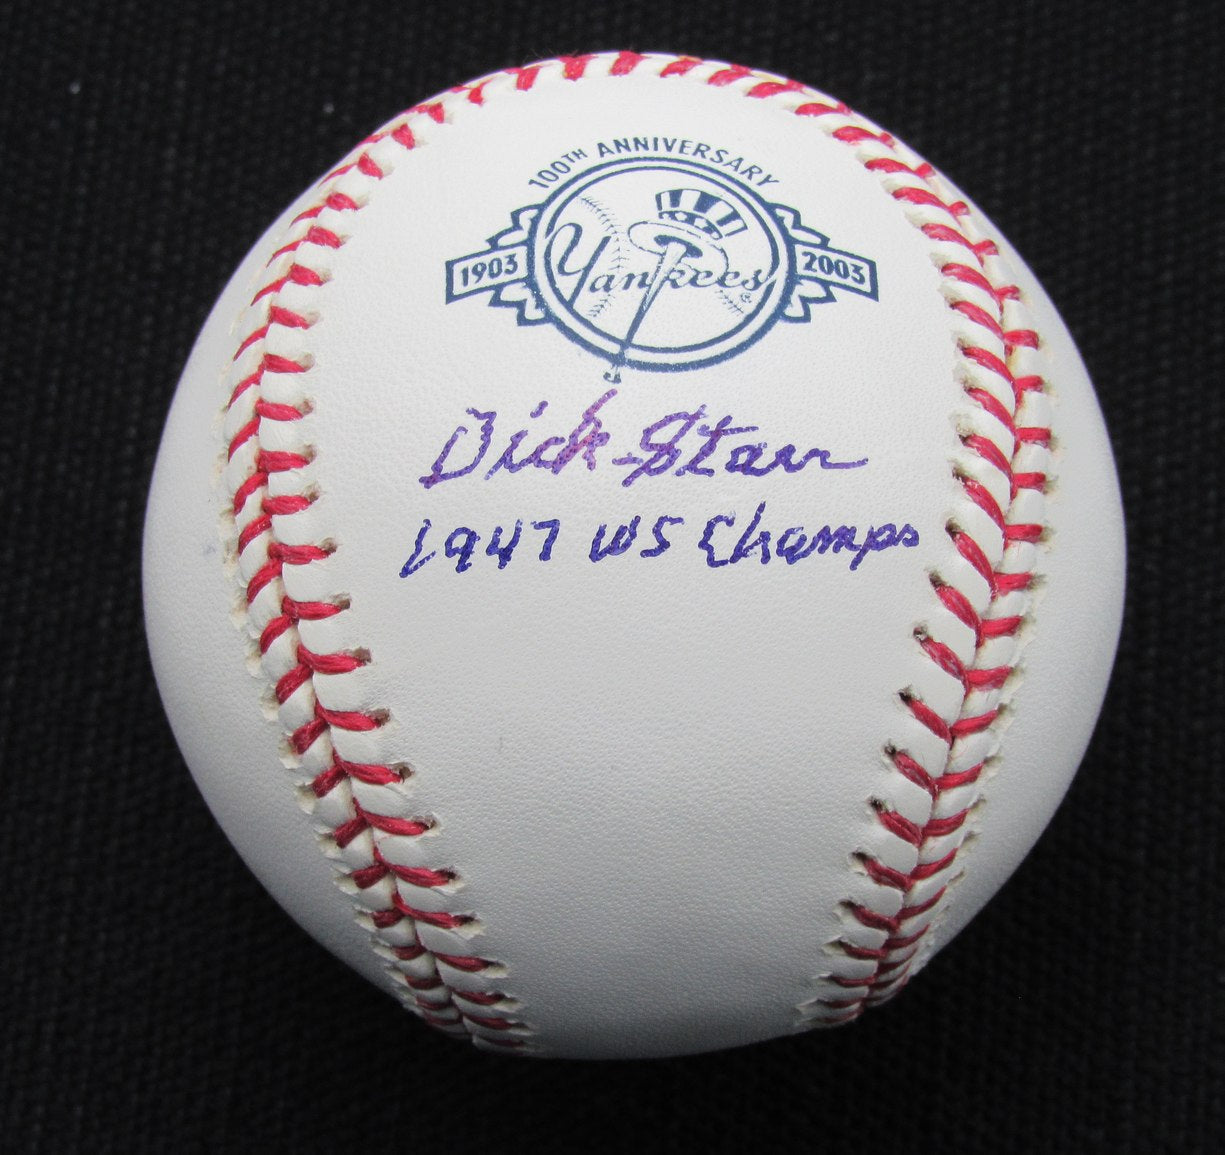 100TH ANNIVERSARY
1903 Yankees 2003
Dick Starr
1947 WS Champs